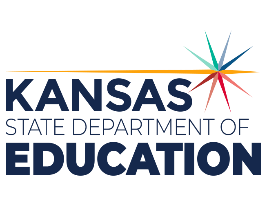 KANSAS
STATE DEPARTMENT OF
EDUCATION